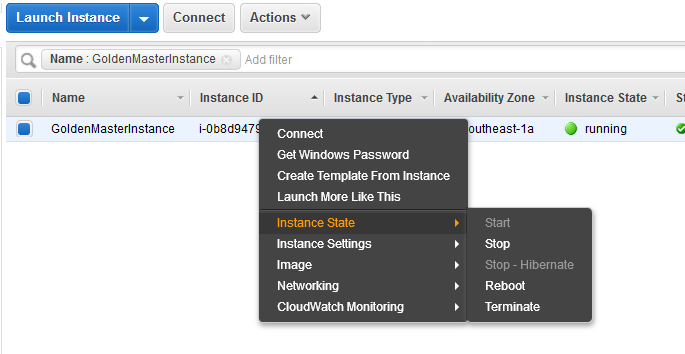 Launch Instance Connect Actions
Name : GoldenMasterInstance Add filter
Name Instance ID Instance Type Availability Zone Instance State
GoldenMasterInstance i-0b8d9479 outheast-1a running
Connect
Get Windows Password
Create Template From Instance
Launch More Like This
Instance State Start
Instance Settings Stop
Image Stop - Hibernate
Networking Reboot
CloudWatch Monitoring Terminate